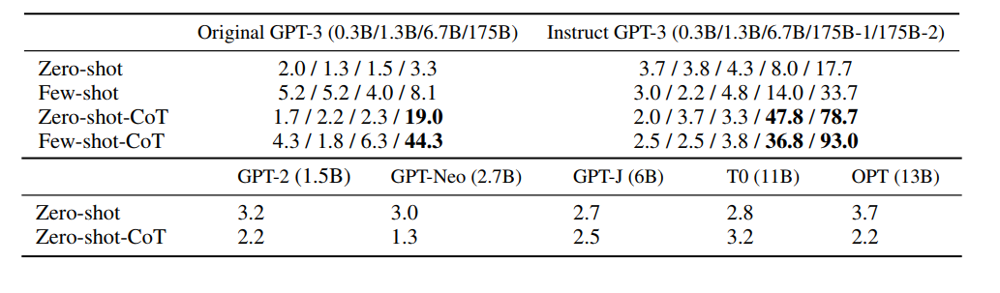 Original GPT-3 (0.3B/1.3B/6.7B/175B) Instruct GPT-3 (0.3B/1.3B/6.7B/175B-1/175B-2)
Zero-shot 2.0 / 1.3 / 1.5 / 3.3 3.7 / 3.8 / 4.3 / 8.0 / 17.7
Few-shot 5.2 / 5.2 / 4.0 / 8.1 3.0 / 2.2 / 4.8 / 14.0 / 33.7
Zero-shot-CoT 1.7 / 2.2 / 2.3 / 19.0 2.0 / 3.7 / 3.3 / 47.8 / 78.7
Few-shot-CoT 4.3 / 1.8 / 6.3 / 44.3 2.5 / 2.5 / 3.8 / 36.8 / 93.0
GPT-2 (1.5B) GPT-Neo (2.7B) GPT-J (6B) T0 (11B) OPT (13B)
Zero-shot 3.2 3.0 2.7 2.8 3.7
Zero-shot-CoT 2.2 1.3 2.5 3.2 2.2